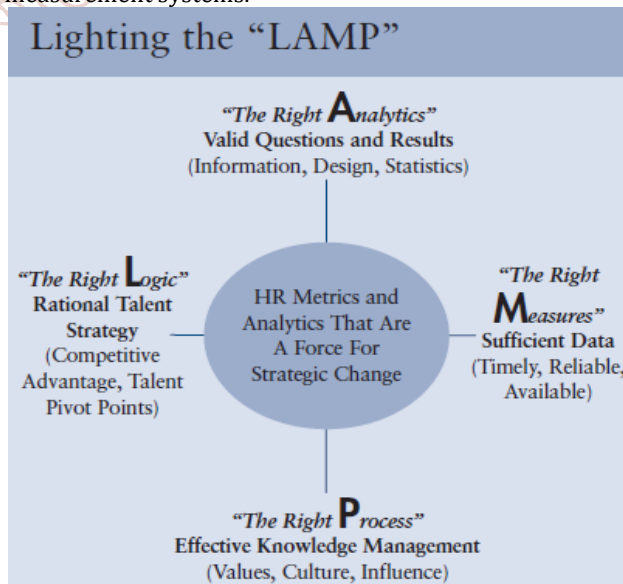 measurement systems.
Lighting the “LAMP”
“The Right Analytics”
Valid Questions and Results
(Information, Design, Statistics)
“The Right Logic”
Rational Talent
Strategy
(Competitive
Advantage, Talent
Pivot Points)
HR Metrics and
Analytics That Are
A Force For
Strategic Change
“The Right
Measures”
Sufficient Data
(Timely, Reliable,
Available)
“The Right Process”
Effective Knowledge Management
(Values, Culture, Influence)